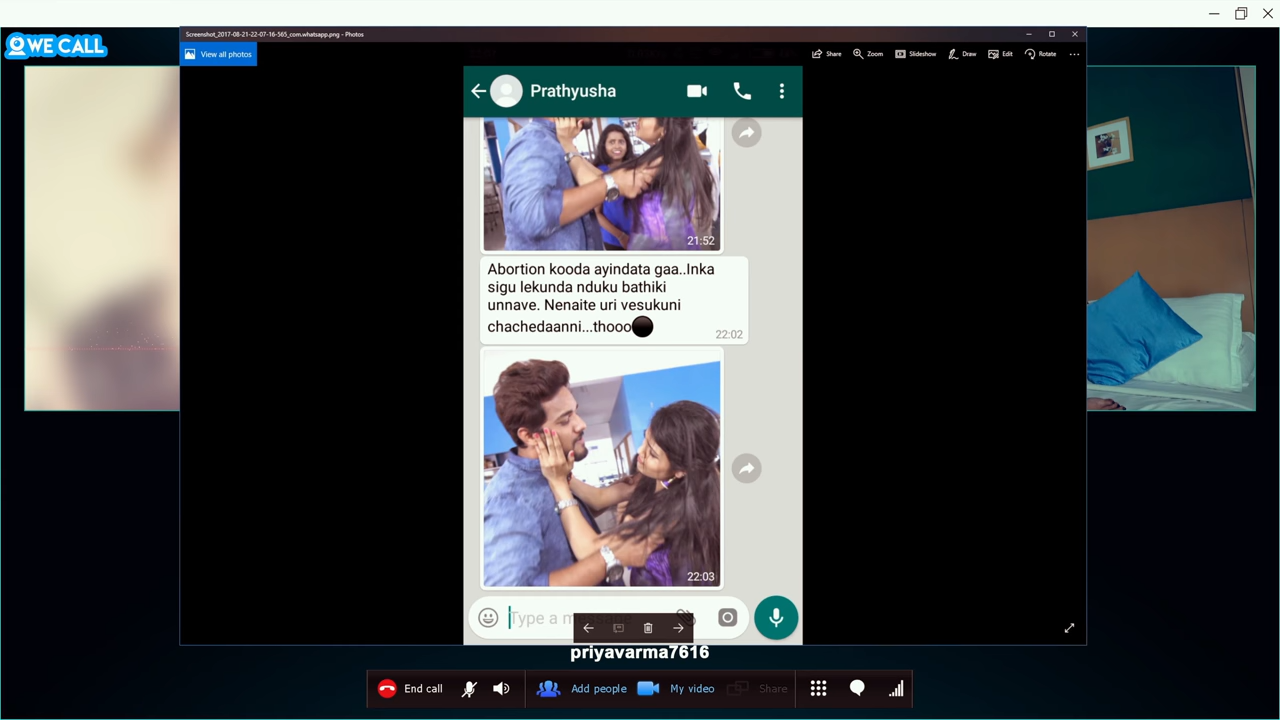 Screenshot_2017-08-21-22-07-16-565_com.whatsapp.png - Photos
WE CALL
View all photos
Share
Zoom
Slideshow
Draw
Edit
Rotate
Prathyusha
21:52
Abortion kooda ayindata gaa..Inka
sigu lekunda nduku bathiki
unnave. Nenaite uri vesukuni
chachedaanni...thooo
22:02
22:03
Type a
priyavarma7616
End call
Add people
My video
Share